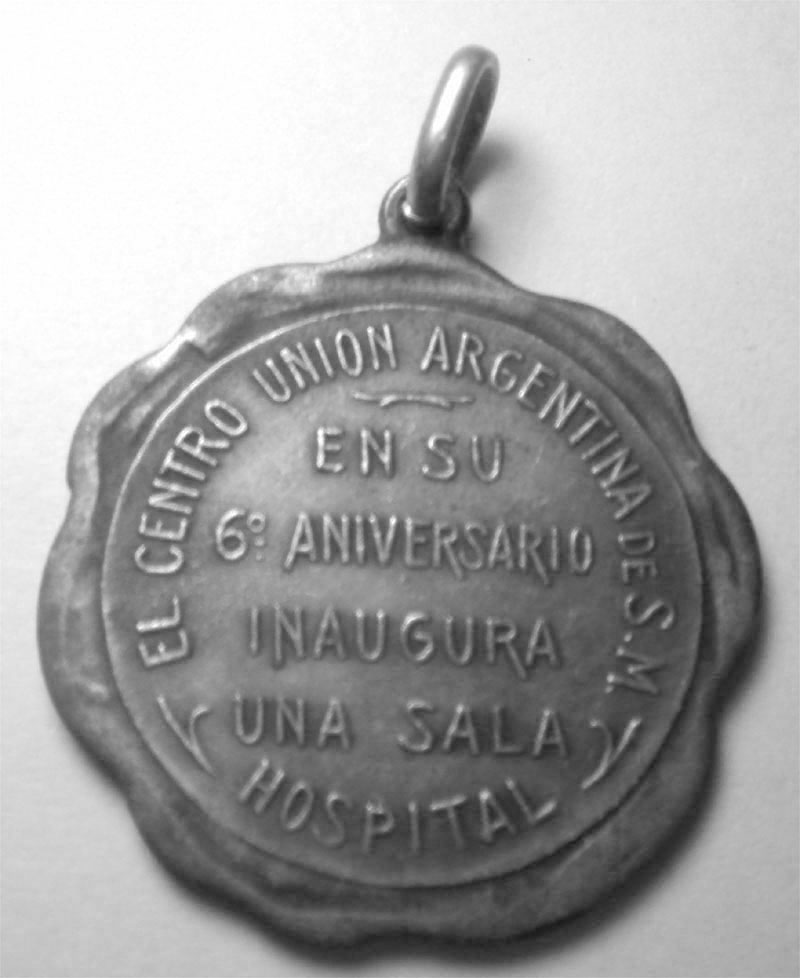 EL CENTRO UNION ARGENTINA DE S.M.
EN SU
6º ANIVERSARIO
INAUGURA
UNA SALA
HOSPITAL